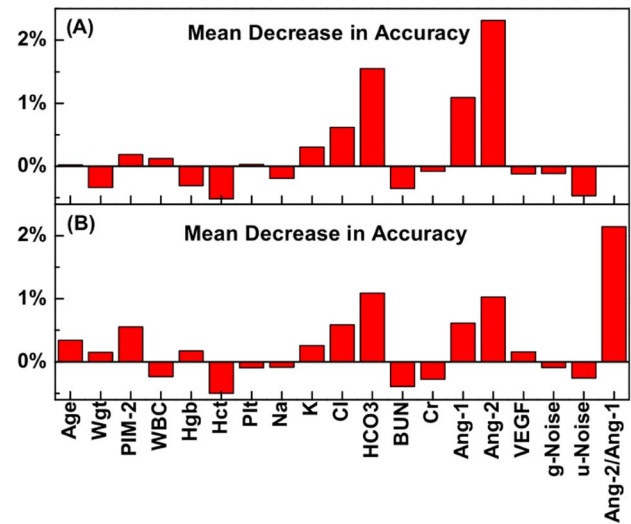 (A)
Mean Decrease in Accuracy
2%
1%
0%
(B)
Mean Decrease in Accuracy
2%
1%
0%
Age
Wgt
PIM-2
WBC
Hgb
Hct
Plt
Na
K
Cl
HCO3
BUN
Cr
Ang-1
Ang-2
VEGF
g-Noise
u-Noise
Ang-2/Ang-1